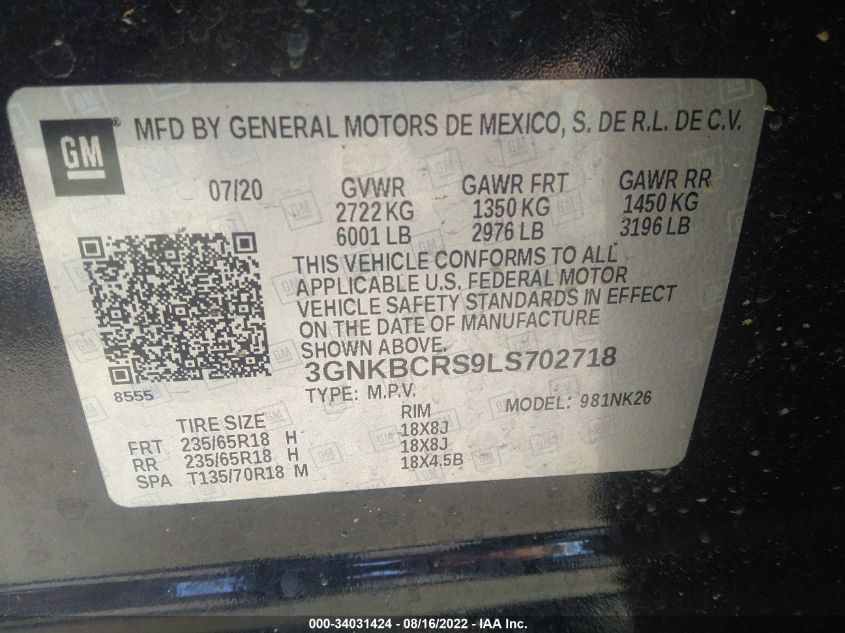 GM ® MFD BY GENERAL MOTORS DE MEXICO, S. DE R.L. DE C.V.
07/20 GVWR GAWR FRT GAWR RR
2722 KG 1350 KG 1450 KG
6001 LB 2976 LB 3196 LB
THIS VEHICLE CONFORMS TO ALL
APPLICABLE U.S. FEDERAL MOTOR
VEHICLE SAFETY STANDARDS IN EFFECT
ON THE DATE OF MANUFACTURE
SHOWN ABOVE.
3GNKBCRS9LS702718
8555 TYPE: M.P.V. MODEL: 981NK26
TIRE SIZE RIM
FRT 235/65R18 H 18X8J
RR 235/65R18 H 18X8J
SPA T135/70R18 M 18X4.5B
000-34031424 - 08/16/2022 - IAA Inc.